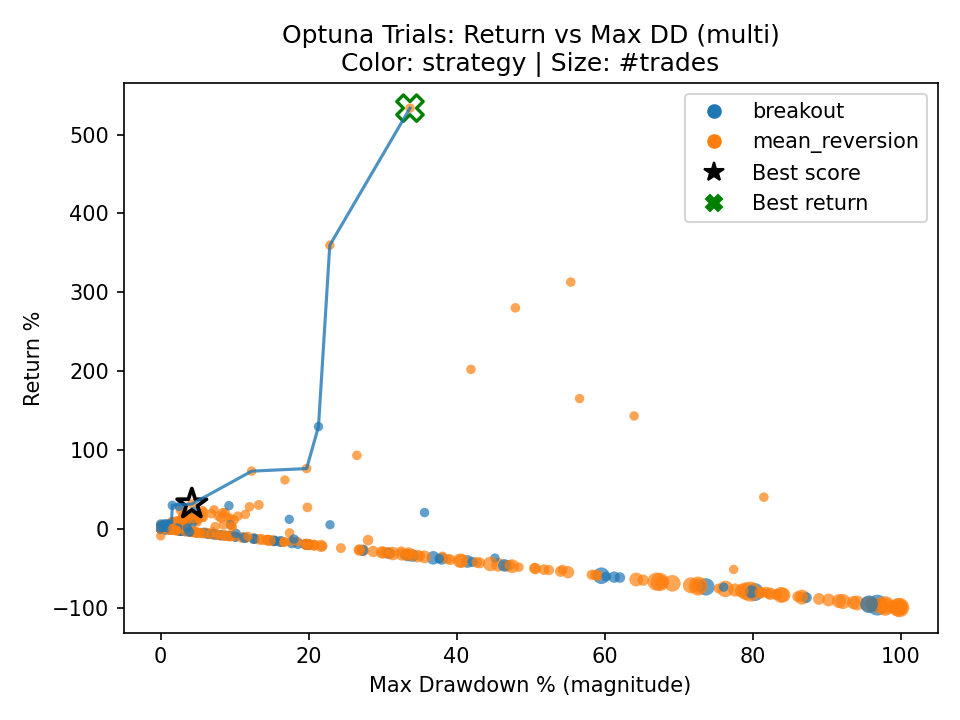 Optuna Trials: Return vs Max DD (multi)
Color: strategy | Size: #trades
breakout
mean_reversion
Best score
Best return
Return %
500
400
300
200
100
0
−100
0
20
40
60
80
100
Max Drawdown % (magnitude)